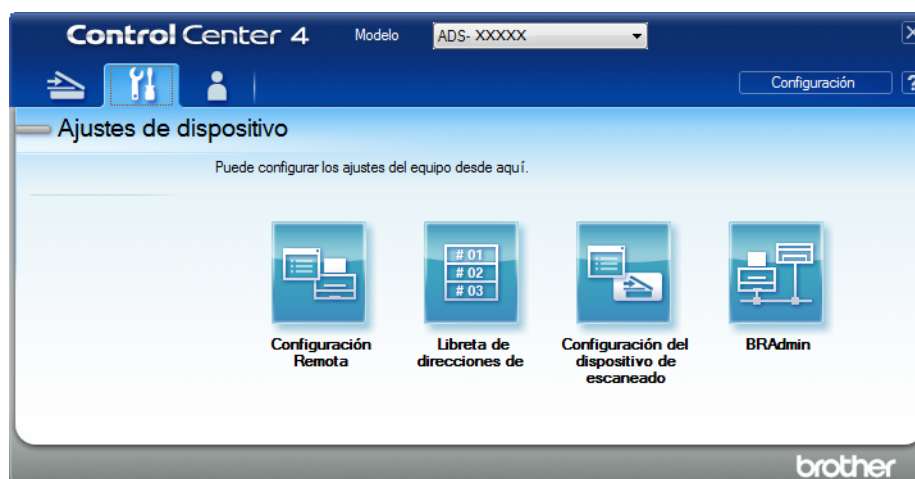 Control Center 4
Modelo
ADS- XXXXX
Configuración
?
Ajustes de dispositivo
Puede configurar los ajustes del equipo desde aquí.
# 01
# 02
# 03
Configuración
Remota
Libreta de
direcciones de
Configuración del
dispositivo de
escaneado
BRAdmin
brother